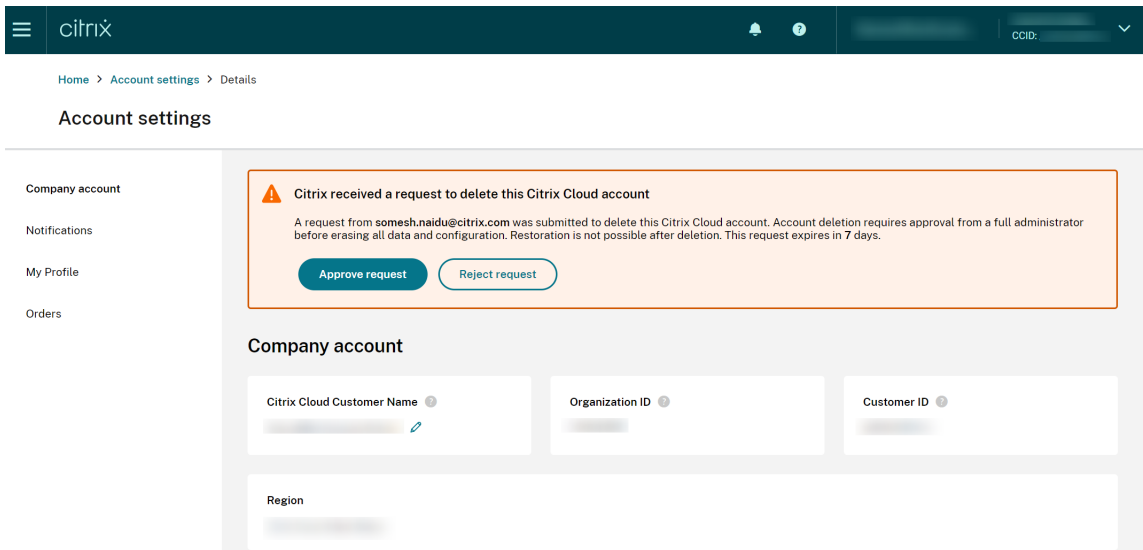 citrix
CCID:
Home > Account settings > Details
Account settings
Company account
Notifications
My Profile
Orders
Citrix received a request to delete this Citrix Cloud account
A request from somesh.naidu@citrix.com was submitted to delete this Citrix Cloud account. Account deletion requires approval from a full administrator
before erasing all data and configuration. Restoration is not possible after deletion. This request expires in 7 days.
Approve request
Reject request
Company account
Citrix Cloud Customer Name
Organization ID
Customer ID
Region